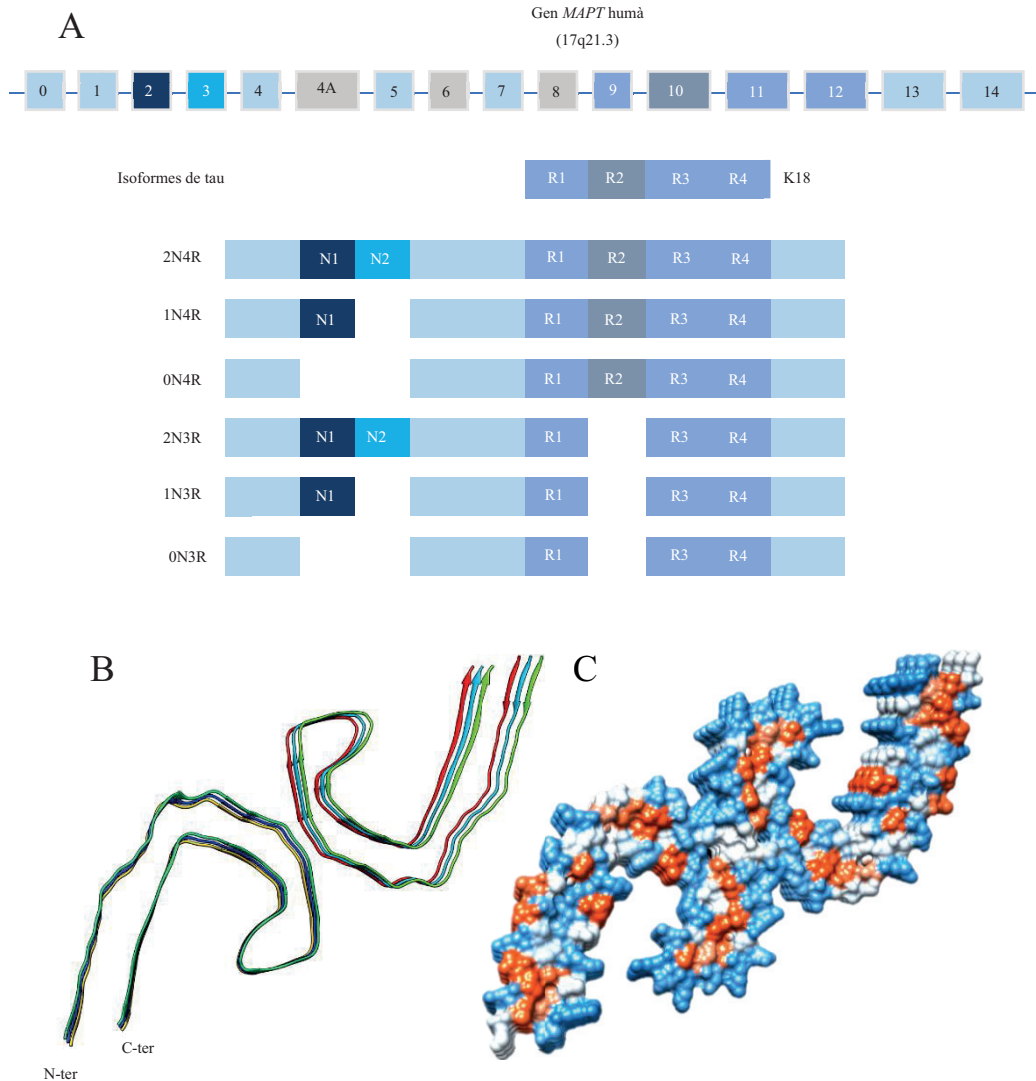 A
Gen MAPT humà
(17q21.3)
0 1 2 3 4 4A 5 6 7 8 9 10 11 12 13 14
Isoformes de tau R1 R2 R3 R4 K18
2N4R N1 N2 R1 R2 R3 R4
1N4R N1 R1 R2 R3 R4
0N4R R1 R2 R3 R4
2N3R N1 N2 R1 R3 R4
1N3R N1 R1 R3 R4
0N3R R1 R3 R4
B
C
C-ter
N-ter